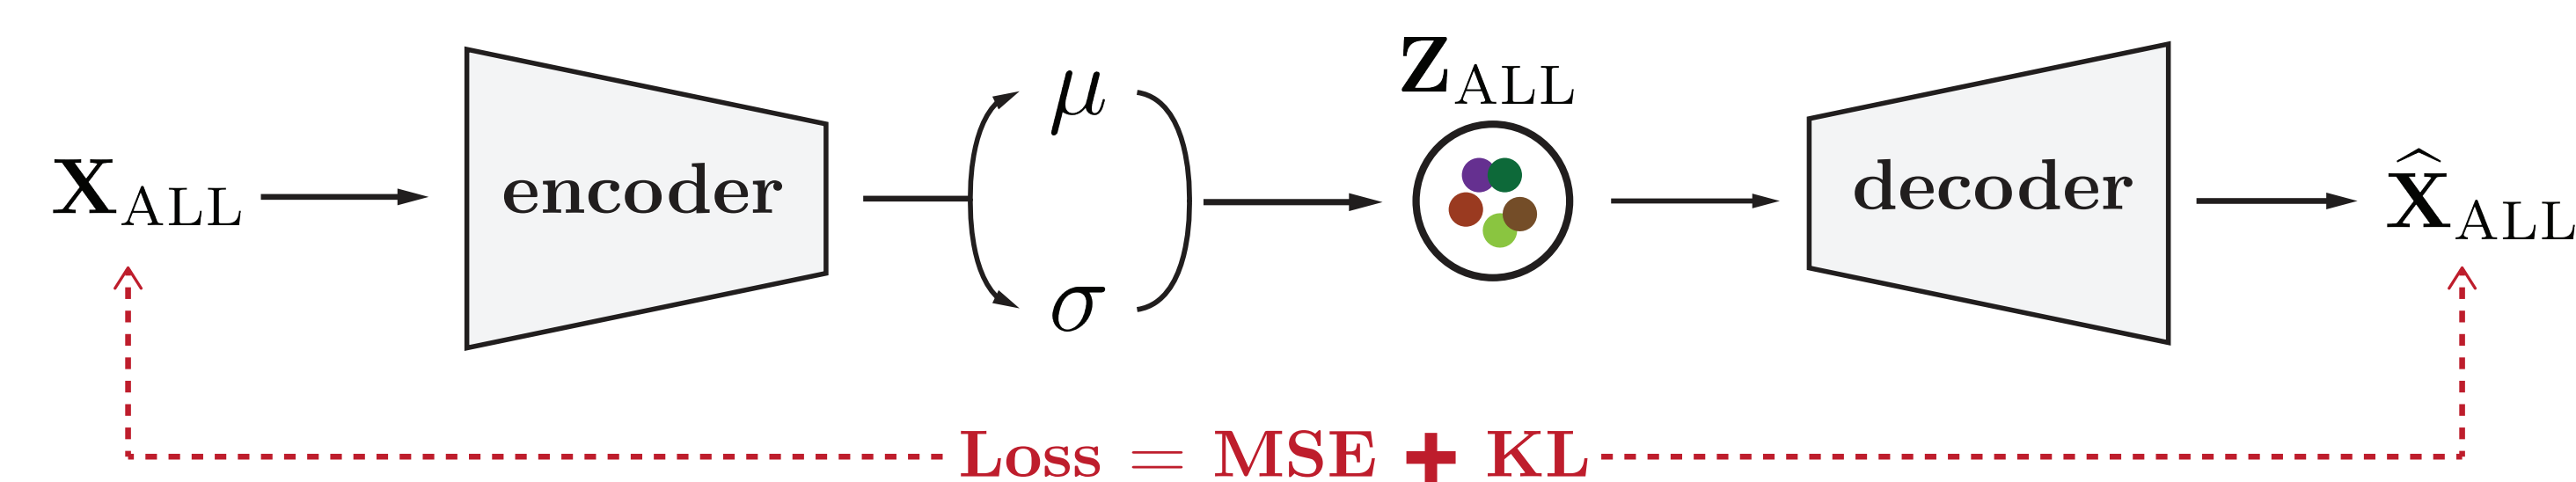 X_ALL
encoder
μ
σ
Z_ALL
decoder
X̂_ALL
Loss = MSE + KL